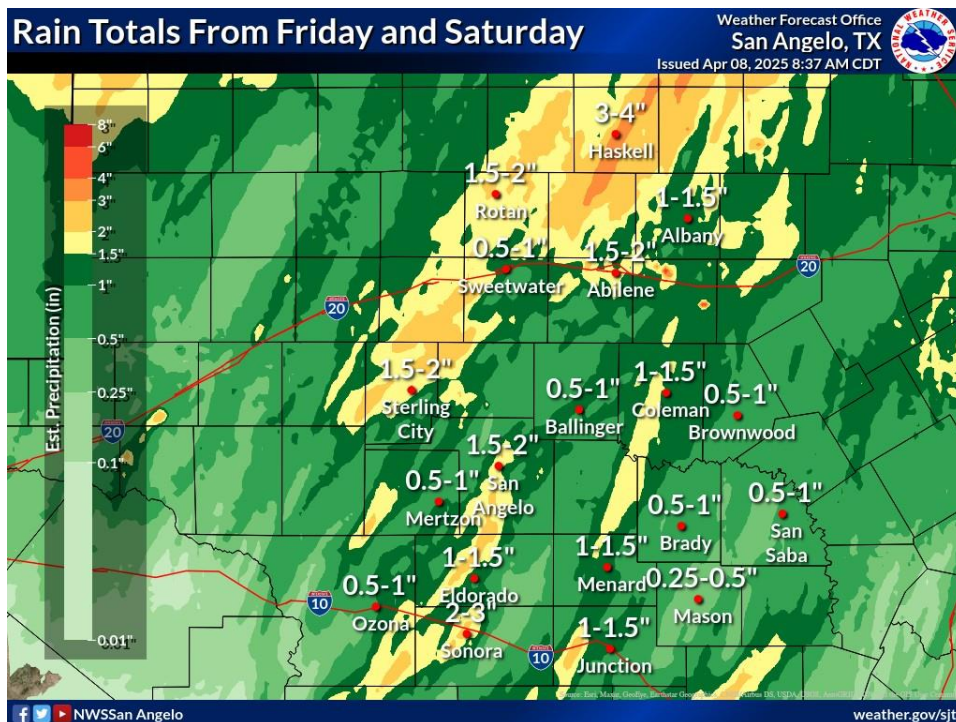 Rain Totals From Friday and Saturday
Weather Forecast Office
San Angelo, TX
Issued Apr 08, 2025 8:37 AM CDT
NATIONAL WEATHER SERVICE
Est. Precipitation (in)
8"
6"
4"
3"
2"
1.5"
1"
0.5"
0.25"
0.1"
0.01"
3-4"
Haskell
1.5-2"
Rotan
1-1.5"
Albany
0.5-1"
Sweetwater
1.5-2"
Abilene
20
20
20
1.5-2"
Sterling
City
0.5-1"
Ballinger
1-1.5"
Coleman
0.5-1"
Brownwood
1.5-2"
San
Angelo
0.5-1"
Mertzon
0.5-1"
Brady
0.5-1"
San
Saba
1-1.5"
Eldorado
1-1.5"
Menard
0.25-0.5"
Mason
0.5-1"
Ozona
10
2-3"
Sonora
10
1-1.5"
Junction
NWSSan Angelo
weather.gov/sjt